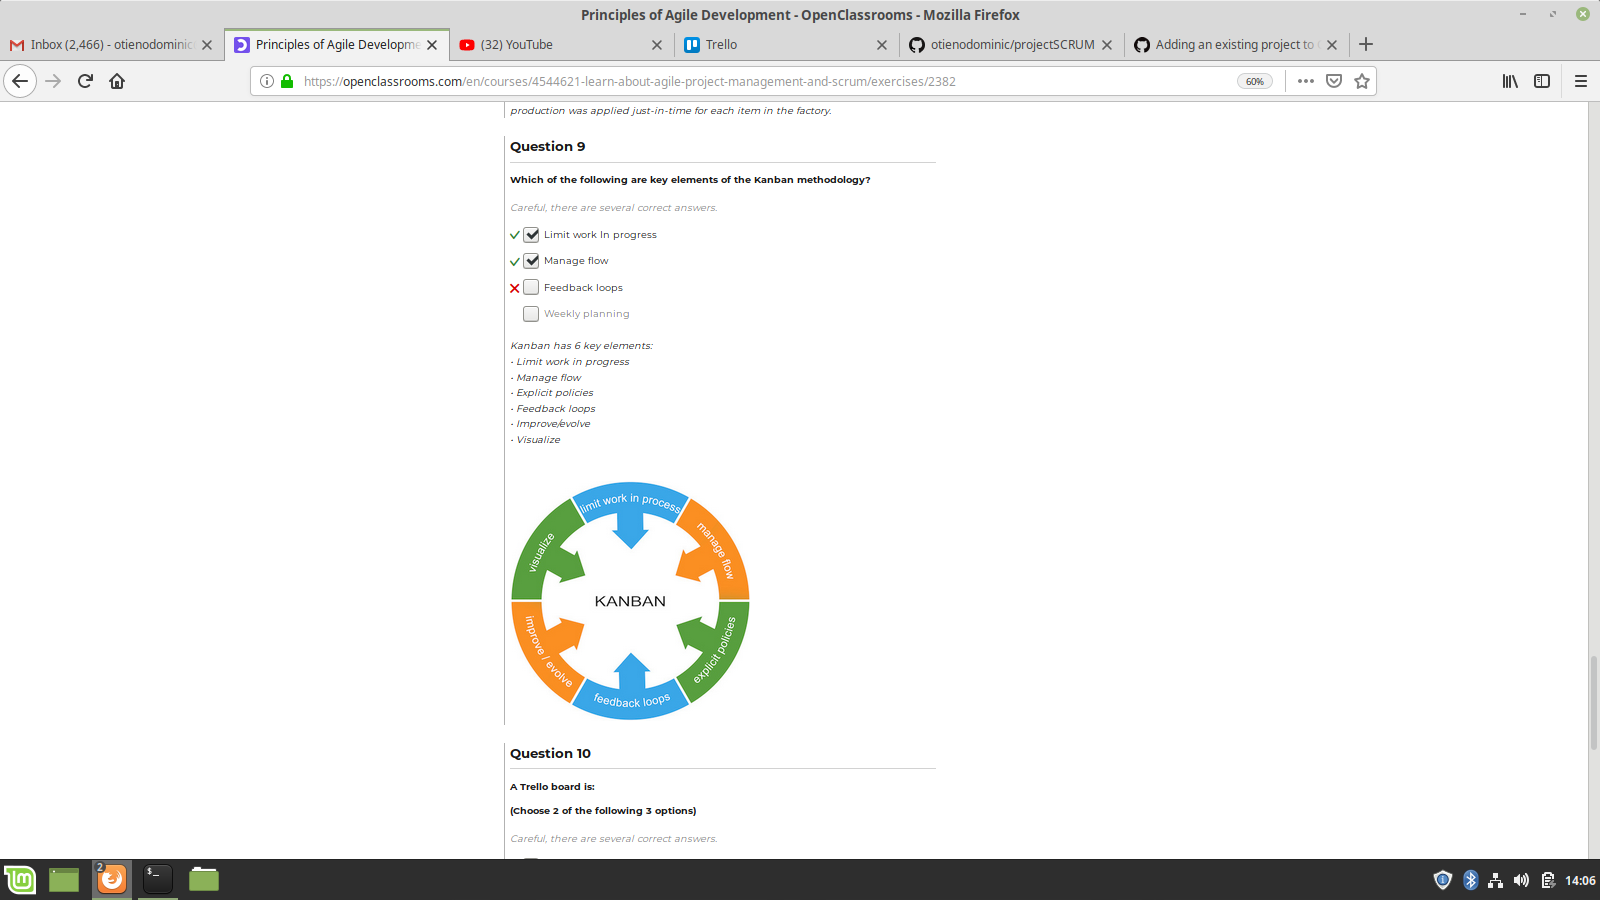 Principles of Agile Development - OpenClassrooms - Mozilla Firefox
Inbox (2,466) - otienodominic
Principles of Agile Developme
(32) YouTube
Trello
otienodominic/projectSCRUM
Adding an existing project to
https://openclassrooms.com/en/courses/4544621-learn-about-agile-project-management-and-scrum/exercises/2382
60%
production was applied just-in-time for each item in the factory.
Question 9
Which of the following are key elements of the Kanban methodology?
Careful, there are several correct answers.
Limit work In progress
Manage flow
Feedback loops
Weekly planning
Kanban has 6 key elements:
• Limit work in progress
• Manage flow
• Explicit policies
• Feedback loops
• Improve/evolve
• Visualize
limit work in process
manage flow
explicit policies
feedback loops
improve / evolve
visualize
KANBAN
Question 10
A Trello board is:
(Choose 2 of the following 3 options)
Careful, there are several correct answers.
2
$_
14:06